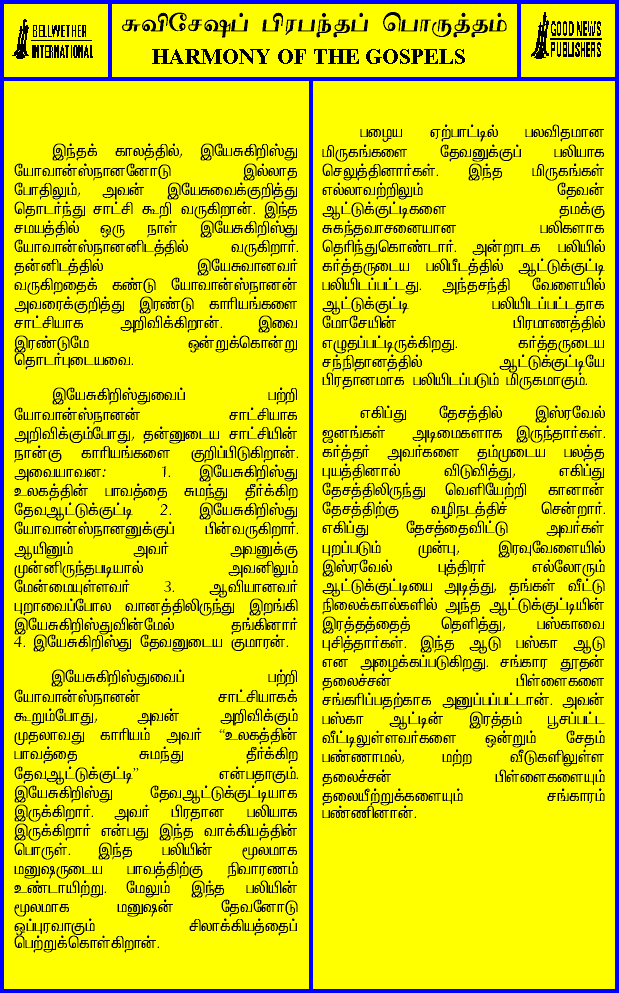 BELLWETHER
INTERNATIONAL
சுவிசேஷப் பிரபந்தப் பொருத்தம்
HARMONY OF THE GOSPELS
GOOD NEWS
PUBLISHERS
இந்தக் காலத்தில், இயேசுகிறிஸ்து
யோவான்ஸ்நானனோடு இல்லாத
போதிலும், அவன் இயேசுவைக்குறித்து
தொடர்ந்து சாட்சி கூறி வருகிறான். இந்த
சமயத்தில் ஒரு நாள் இயேசுகிறிஸ்து
யோவான்ஸ்நானனிடத்தில் வருகிறார்.
தன்னிடத்தில் இயேசுவானவர்
வருகிறதைக் கண்டு யோவான்ஸ்நானன்
அவரைக்குறித்து இரண்டு காரியங்களை
சாட்சியாக அறிவிக்கிறான். இவை
இரண்டுமே ஒன்றுக்கொன்று
தொடர்புடையவை.
இயேசுகிறிஸ்துவைப் பற்றி
யோவான்ஸ்நானன் சாட்சியாக
அறிவிக்கும்போது, தன்னுடைய சாட்சியின்
நான்கு காரியங்களை குறிப்பிடுகிறான்.
அவையாவன: 1. இயேசுகிறிஸ்து
உலகத்தின் பாவத்தை சுமந்து தீர்க்கிற
தேவஆட்டுக்குட்டி 2. இயேசுகிறிஸ்து
யோவான்ஸ்நானனுக்குப் பின்வருகிறார்.
ஆயினும் அவர் அவனுக்கு
முன்னிருந்தபடியால் அவனிலும்
மேன்மையுள்ளவர் 3. ஆவியானவர்
புறாவைப்போல வானத்திலிருந்து இறங்கி
இயேசுகிறிஸ்துவின்மேல் தங்கினார்
4. இயேசுகிறிஸ்து தேவனுடைய குமாரன்.
இயேசுகிறிஸ்துவைப் பற்றி
யோவான்ஸ்நானன் சாட்சியாகக்
கூறும்போது, அவன் அறிவிக்கும்
முதலாவது காரியம் அவர் “உலகத்தின்
பாவத்தை சுமந்து தீர்க்கிற
தேவஆட்டுக்குட்டி” என்பதாகும்.
இயேசுகிறிஸ்து தேவஆட்டுக்குட்டியாக
இருக்கிறார். அவர் பிரதான பலியாக
இருக்கிறார் என்பது இந்த வாக்கியத்தின்
பொருள். இந்த பலியின் மூலமாக
மனுஷருடைய பாவத்திற்கு நிவாரணம்
உண்டாயிற்று. மேலும் இந்த பலியின்
மூலமாக மனுஷன் தேவனோடு
ஒப்புரவாகும் சிலாக்கியத்தைப்
பெற்றுக்கொள்கிறான்.
பழைய ஏற்பாட்டில் பலவிதமான
மிருகங்களை தேவனுக்குப் பலியாக
செலுத்தினார்கள். இந்த மிருகங்கள்
எல்லாவற்றிலும் தேவன்
ஆட்டுக்குட்டிகளை தமக்கு
சுகந்தவாசனையான பலிகளாக
தெரிந்துகொண்டார். அன்றாடக பலியில்
கர்த்தருடைய பலிபீடத்தில் ஆட்டுக்குட்டி
பலியிடப்பட்டது. அந்தசந்தி வேளையில்
ஆட்டுக்குட்டி பலியிடப்பட்டதாக
மோசேயின் பிரமாணத்தில்
எழுதப்பட்டிருக்கிறது. கர்த்தருடைய
சந்நிதானத்தில் ஆட்டுக்குட்டியே
பிரதானமாக பலியிடப்படும் மிருகமாகும்.
எகிப்து தேசத்தில் இஸ்ரவேல்
ஜனங்கள் அடிமைகளாக இருந்தார்கள்.
கர்த்தர் அவர்களை தம்முடைய பலத்த
புயத்தினால் விடுவித்து, எகிப்து
தேசத்திலிருந்து வெளியேற்றி கானான்
தேசத்திற்கு வழிநடத்திச் சென்றார்.
எகிப்து தேசத்தைவிட்டு அவர்கள்
புறப்படும் முன்பு, இரவுவேளையில்
இஸ்ரவேல் புத்திரர் எல்லோரும்
ஆட்டுக்குட்டியை அடித்து, தங்கள் வீட்டு
நிலைக்கால்களில் அந்த ஆட்டுக்குட்டியின்
இரத்தத்தைத் தெளித்து, பஸ்காவை
புசித்தார்கள். இந்த ஆடு பஸ்கா ஆடு
என அழைக்கப்படுகிறது. சங்கார தூதன்
தலைச்சன் பிள்ளைகளை
சங்கரிப்பதற்காக அனுப்பப்பட்டான். அவன்
பஸ்கா ஆட்டின் இரத்தம் பூசப்பட்ட
வீட்டிலுள்ளவர்களை ஒன்றும் சேதம்
பண்ணாமல், மற்ற வீடுகளிலுள்ள
தலைச்சன் பிள்ளைகளையும்
தலையீற்றுக்களையும் சங்காரம்
பண்ணினான்.